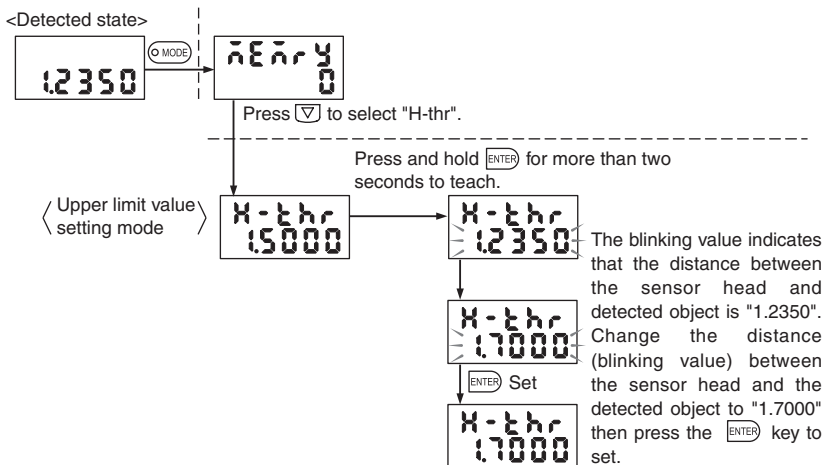 <Detected state>
1.2350
MODE
mEmrY
0
Press ▽ to select "H-thr".
Press and hold ENTER for more than two
seconds to teach.
Upper limit value
setting mode
H-thr
1.5000
H-thr
1.2350
The blinking value indicates
that the distance between
the sensor head and
detected object is "1.2350".
Change the distance
(blinking value) between
the sensor head and the
detected object to "1.7000"
then press the ENTER key to
set.
H-thr
1.7000
ENTER Set
H-thr
1.7000